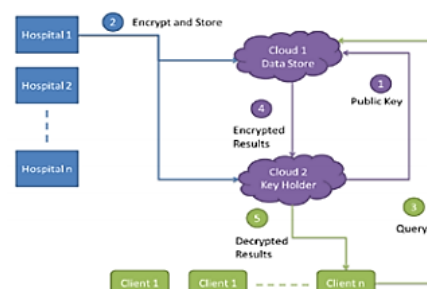 2 Encrypt and Store
Hospital 1
Cloud 1
Data Store
Hospital 2
1
Public Key
4
Encrypted
Results
Hospital n
Cloud 2
Key Holder
5
Decrypted
Results
3
Query
Client 1
Client 1
Client n